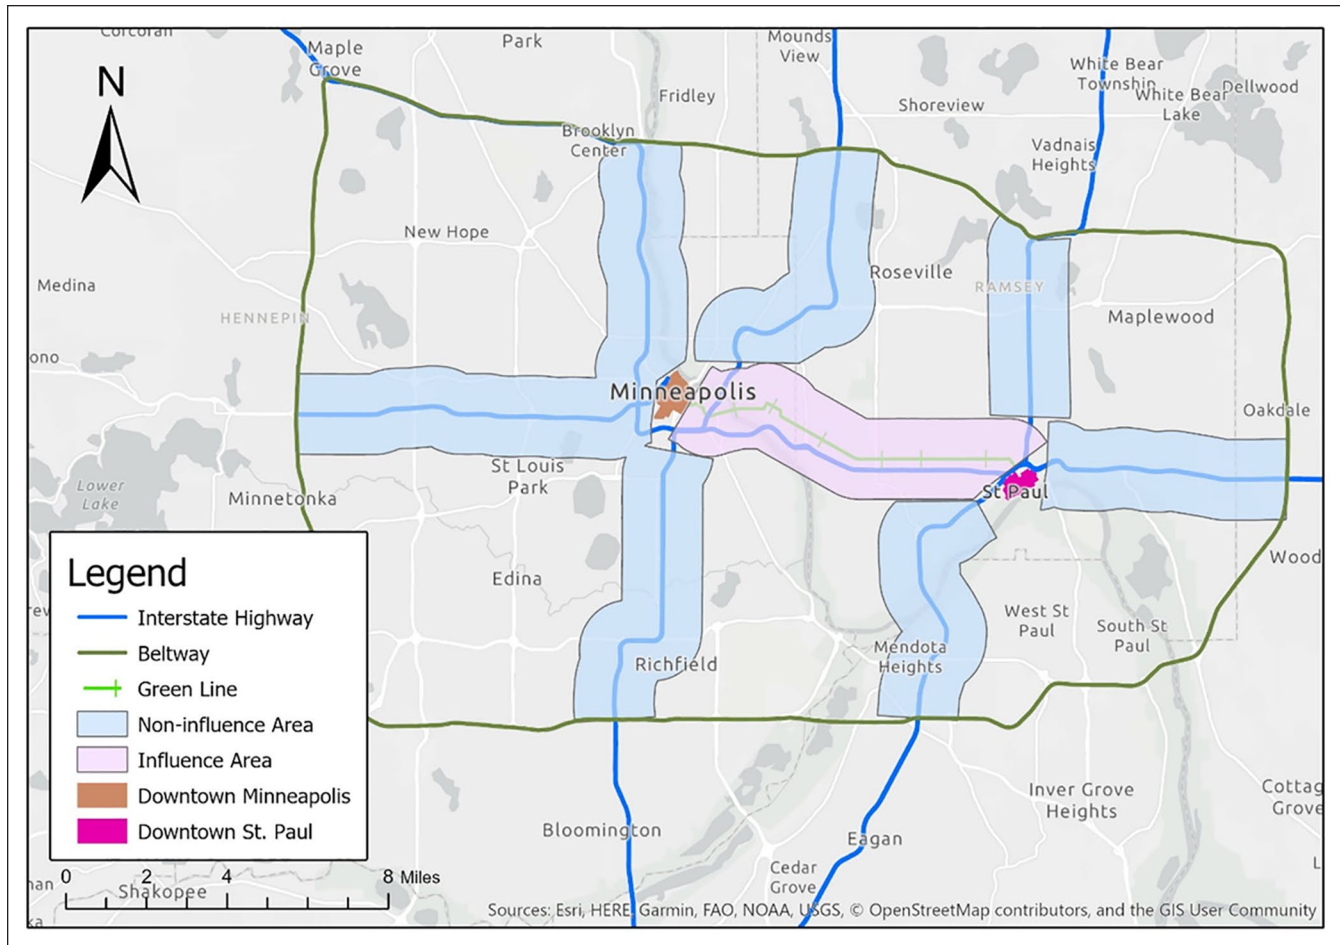 Corcoran
Maple
Grove
Park
Mounds
View
White Bear
Township
White Bear
Lake
Dellwood
N
Fridley
Shoreview
Brooklyn
Center
Vadnais
Heights
New Hope
Medina
Roseville
RAMSEY
HENNEPIN
Maplewood
ono
Minneapolis
Oakdale
St Louis
Park
Lower
Lake
Minnetonka
St Paul
Wood
Edina
West St
Paul
South St
Paul
Mendota
Heights
Richfield
Legend
Interstate Highway
Beltway
Green Line
Non-influence Area
Influence Area
Downtown Minneapolis
Downtown St. Paul
Inver Grove
Heights
Cottag
Grove
Bloomington
Eagan
Cedar
Grove
0 2 4 8 Miles
Shakopee
Sources: Esri, HERE, Garmin, FAO, NOAA, USGS, © OpenStreetMap contributors, and the GIS User Community